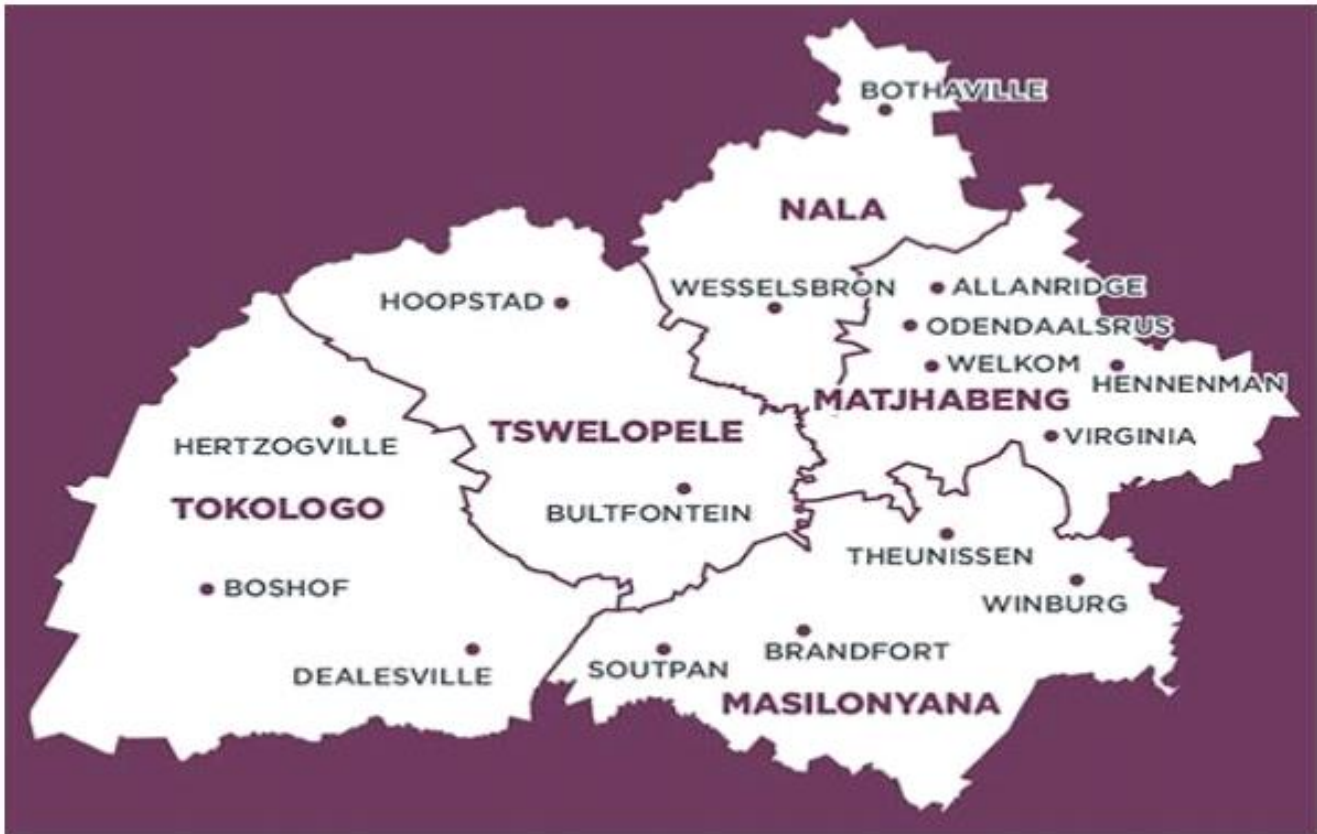 BOTHAVILLE
NALA
WESSELSBRON
ALLANRIDGE
HOOPSTAD
ODENDAALSRUS
WELKOM
HENNENMAN
MATJHABENG
TSWELOPELE
VIRGINIA
HERTZOGVILLE
TOKOLOGO
BULTFONTEIN
THEUNISSEN
BOSHOF
WINBURG
BRANDFORT
SOUTPAN
DEALESVILLE
MASILONYANA